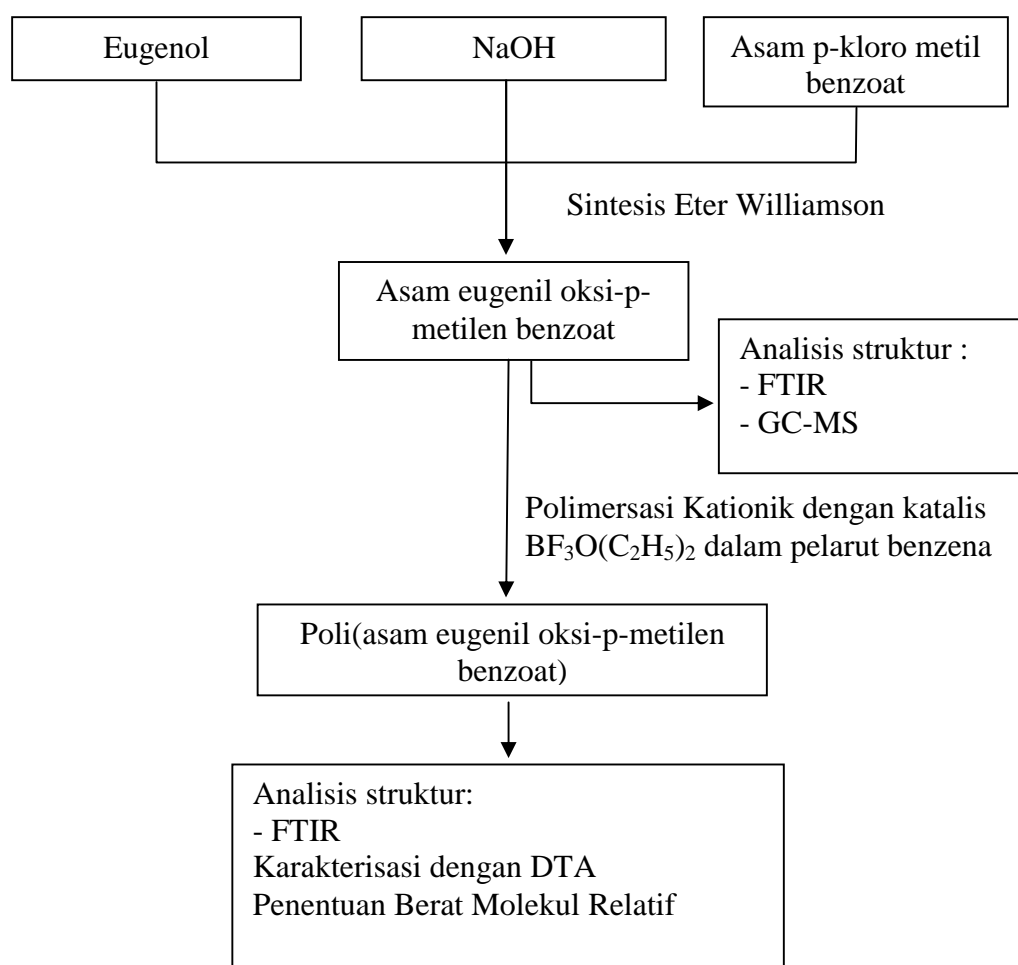 Eugenol
NaOH
Asam p-kloro metil
benzoat
Sintesis Eter Williamson
Asam eugenil oksi-p-
metilen benzoat
Analisis struktur :
- FTIR
- GC-MS
Polimersasi Kationik dengan katalis
BF₃O(C₂H₅)₂ dalam pelarut benzena
Poli(asam eugenil oksi-p-metilen
benzoat)
Analisis struktur:
- FTIR
Karakterisasi dengan DTA
Penentuan Berat Molekul Relatif